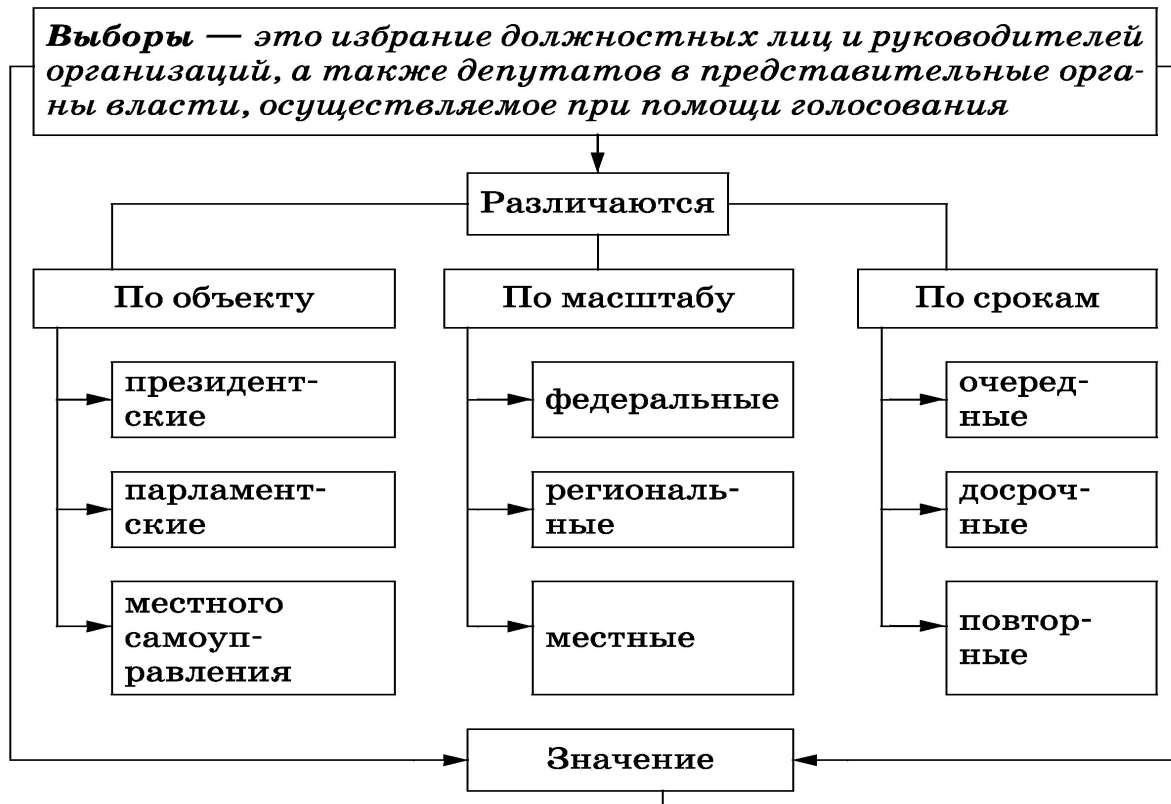 Выборы — это избрание должностных лиц и руководителей
организаций, а также депутатов в представительные орга-
ны власти, осуществляемое при помощи голосования
Различаются
По объекту
По масштабу
По срокам
президент-
ские
федеральные
очеред-
ные
парламент-
ские
региональ-
ные
досроч-
ные
местного
самоуп-
равления
местные
повтор-
ные
Значение